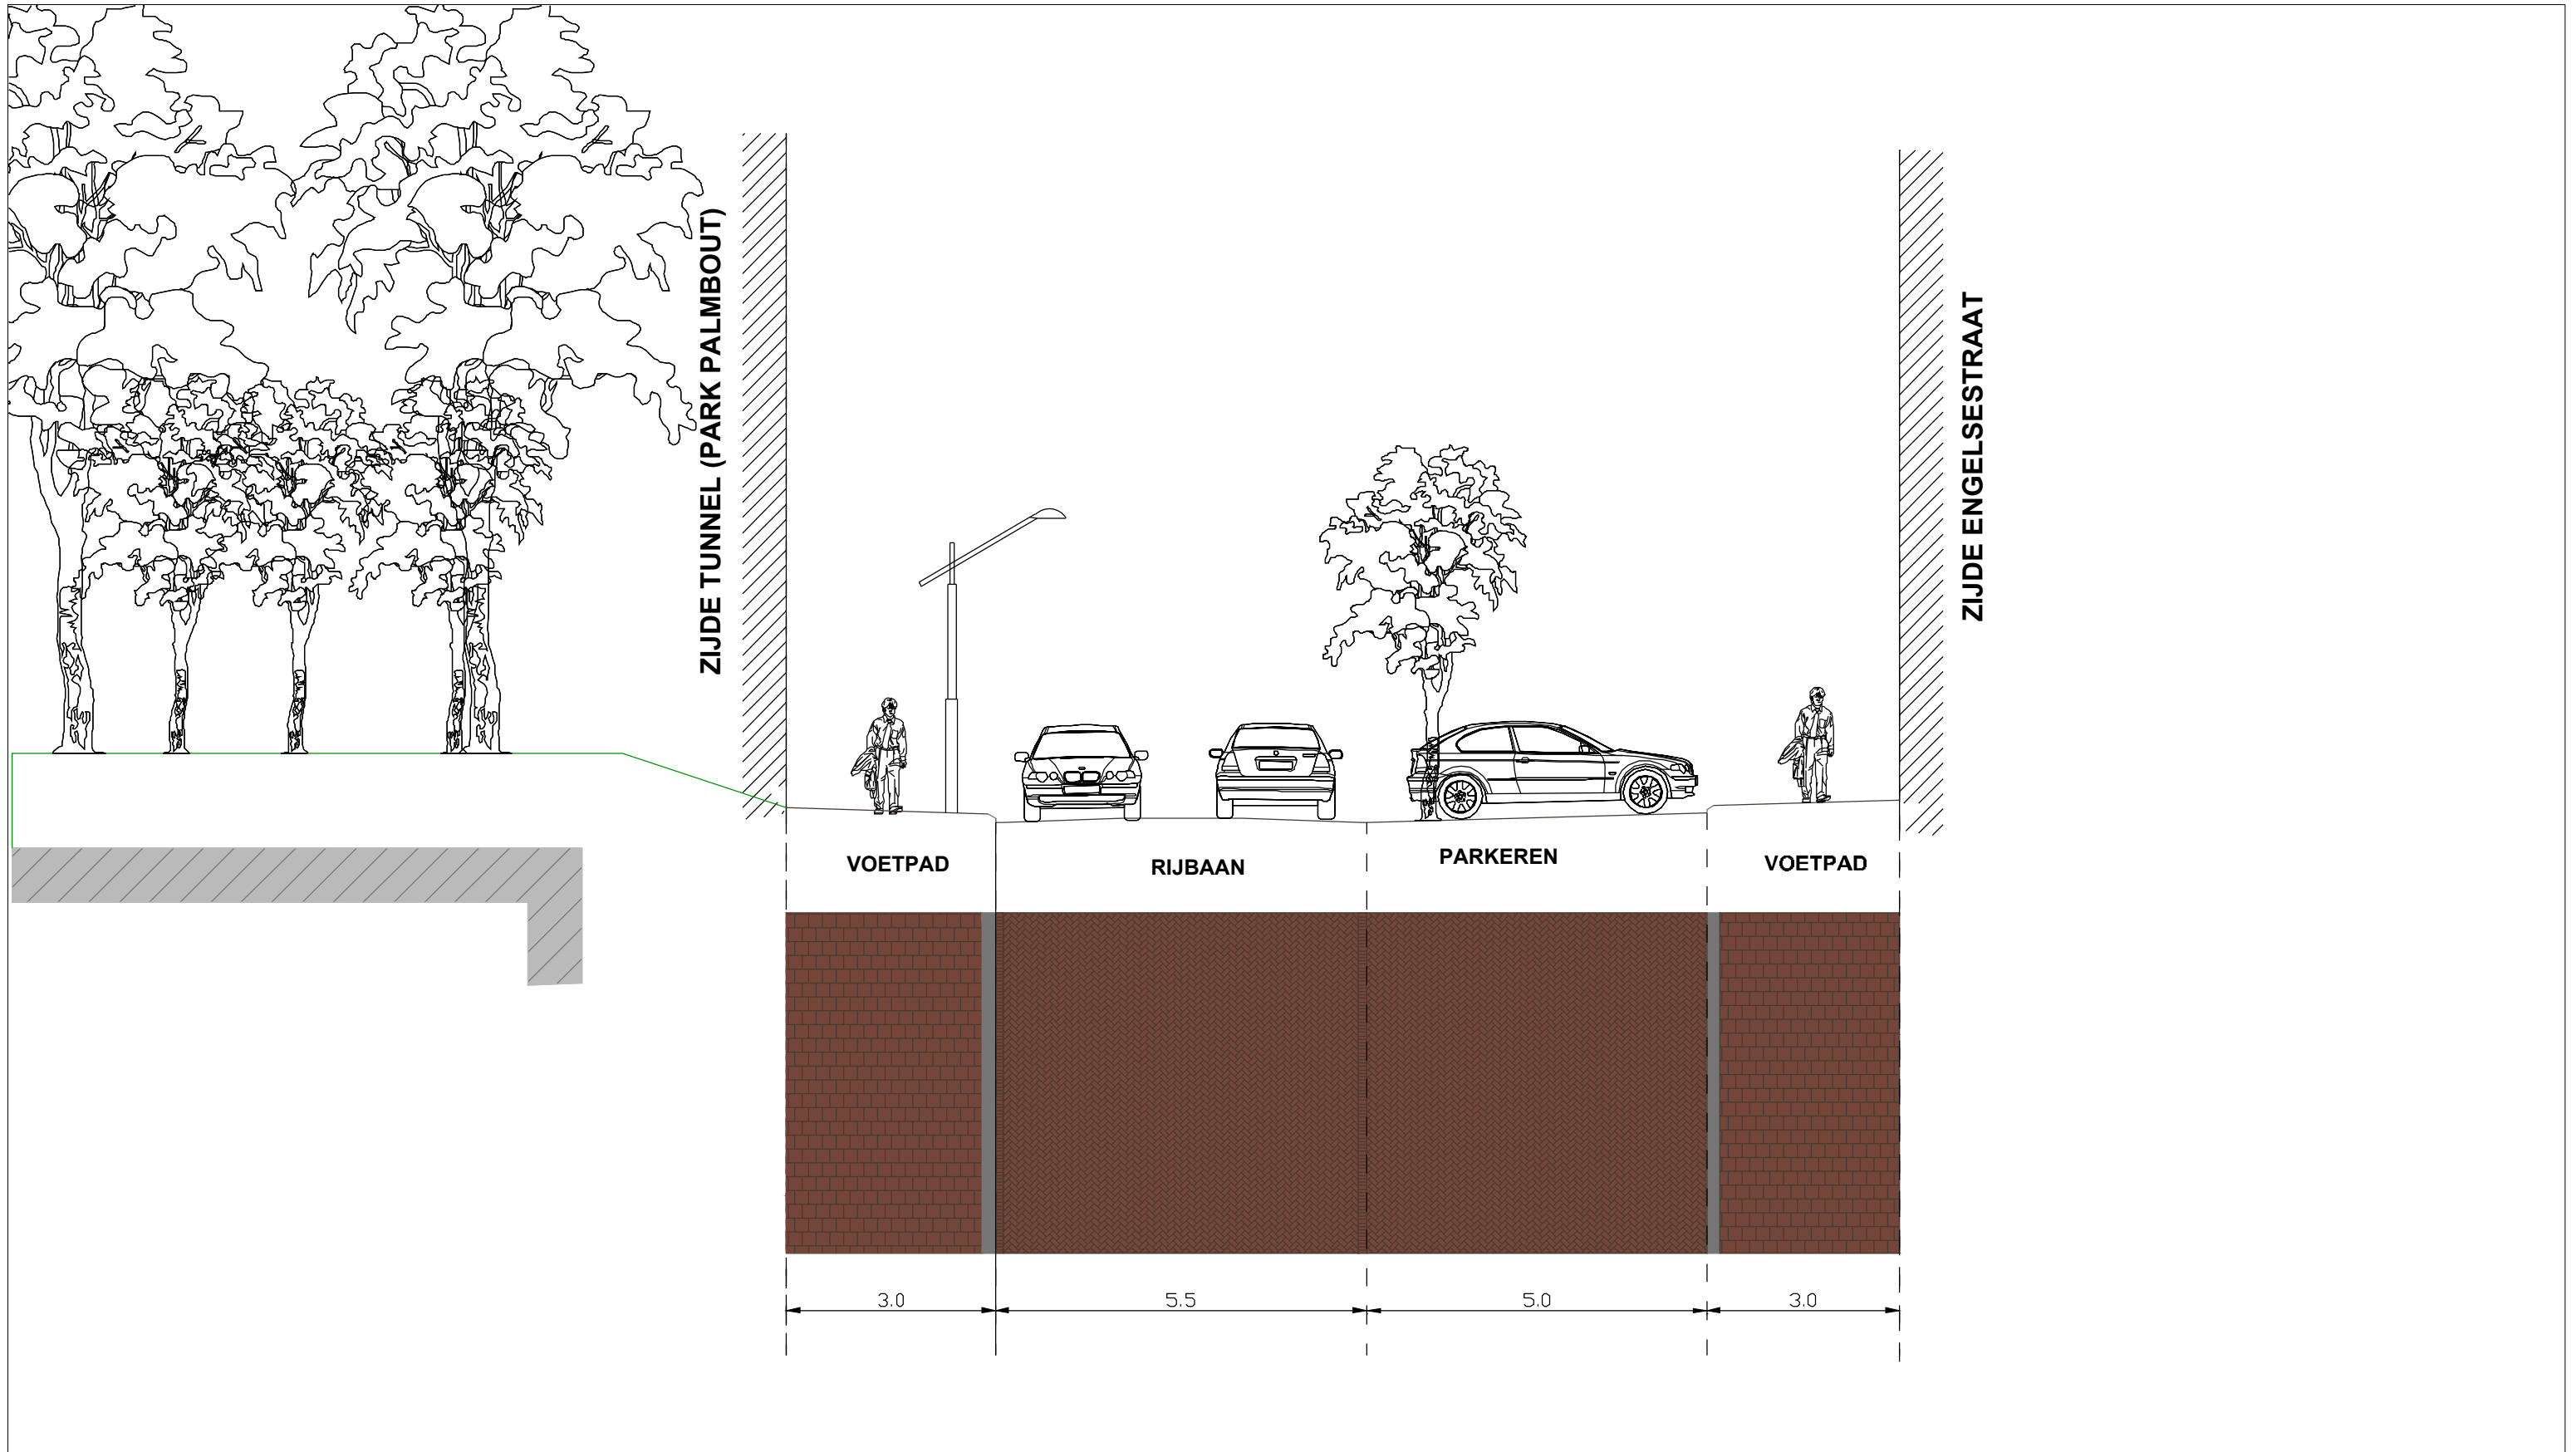 ZIJDE TUNNEL (PARK PALMBOUT)
ZIJDE ENGELSESTRAAT
VOETPAD
RIJBAAN
PARKEREN
VOETPAD
3.0
5.5
5.0
3.0